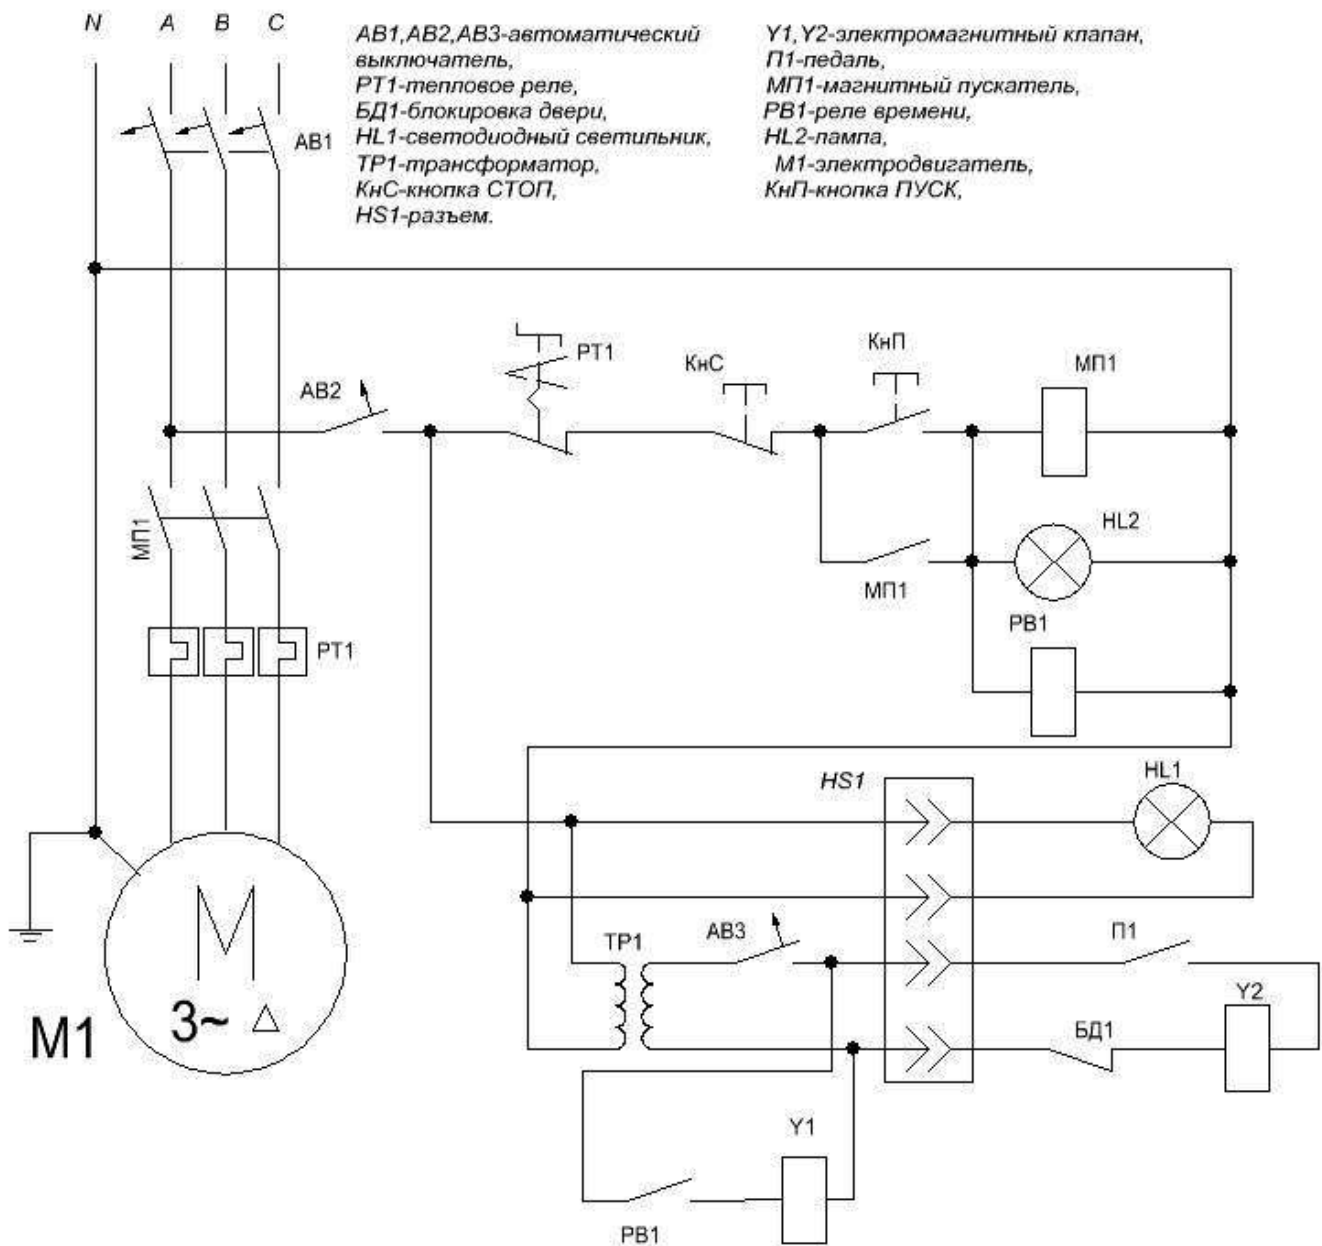 N A B C
АВ1,АВ2,АВ3-автоматический
выключатель,
РТ1-тепловое реле,
БД1-блокировка двери,
HL1-светодиодный светильник,
ТР1-трансформатор,
КнС-кнопка СТОП,
HS1-разъем.
Y1,Y2-электромагнитный клапан,
П1-педаль,
МП1-магнитный пускатель,
РВ1-реле времени,
HL2-лампа,
М1-электродвигатель,
КнП-кнопка ПУСК,
АВ1
АВ2
РТ1
КнС
КнП
МП1
МП1
HL2
МП1
РВ1
РТ1
HS1
HL1
ТР1
АВ3
П1
Y2
БД1
М
3~ △
М1
Y1
РВ1